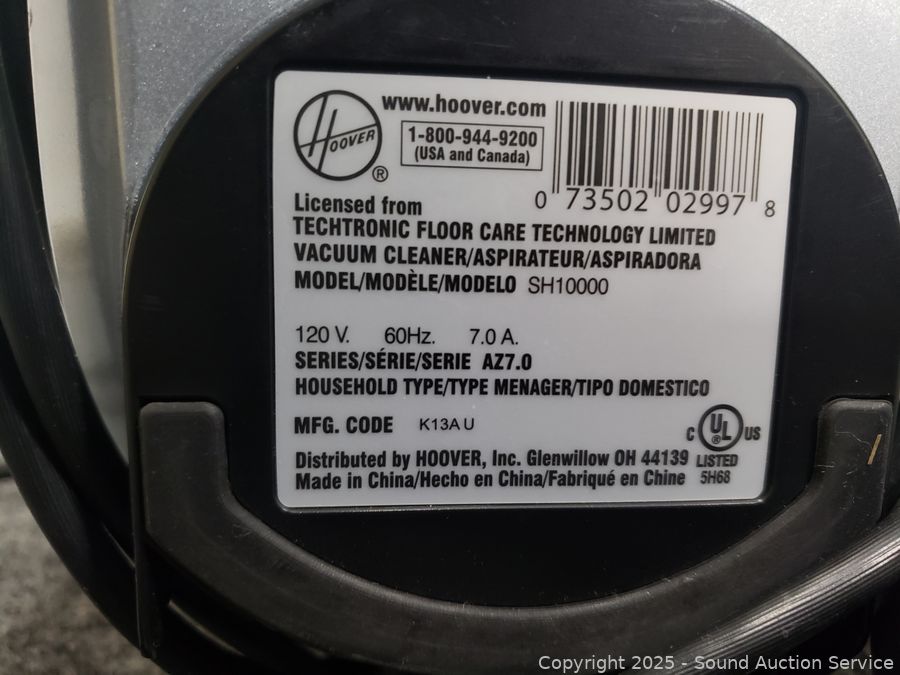 HOOVER ®
www.hoover.com
1-800-944-9200
(USA and Canada)
0 73502 02997 8
Licensed from
TECHTRONIC FLOOR CARE TECHNOLOGY LIMITED
VACUUM CLEANER/ASPIRATEUR/ASPIRADORA
MODEL/MODÈLE/MODELO SH10000
120 V. 60Hz. 7.0 A.
SERIES/SÉRIE/SERIE AZ7.0
HOUSEHOLD TYPE/TYPE MENAGER/TIPO DOMESTICO
MFG. CODE K13A U
C UL ® US
LISTED
5H68
Distributed by HOOVER, Inc. Glenwillow OH 44139
Made in China/Hecho en China/Fabriqué en Chine
Copyright 2025 - Sound Auction Service